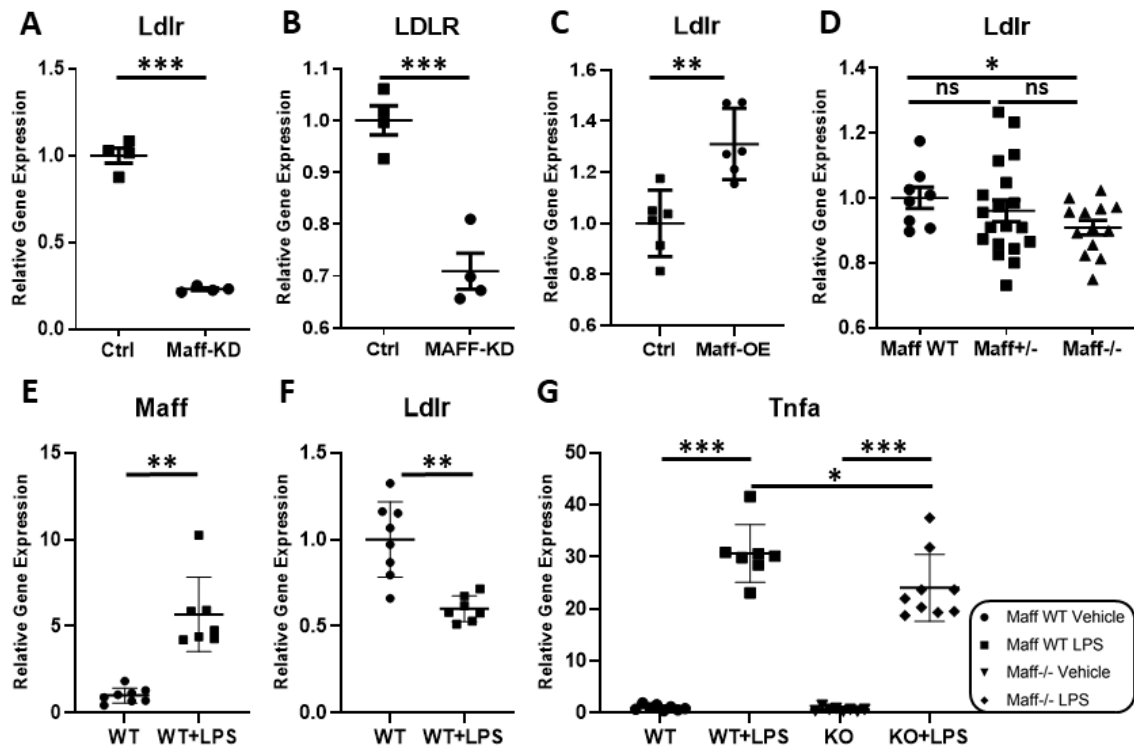 A
Ldlr
***
Relative Gene Expression
1.5
1.0
0.5
0.0
Ctrl
Maff-KD
B
LDLR
***
Relative Gene Expression
1.1
1.0
0.9
0.8
0.7
0.6
Ctrl
MAFF-KD
C
Ldlr
**
Relative Gene Expression
1.6
1.4
1.2
1.0
0.8
0.6
Ctrl
Maff-OE
D
Ldlr
*
ns
ns
Relative Gene Expression
1.4
1.2
1.0
0.8
0.6
Maff WT
Maff+/-
Maff-/-
E
Maff
**
Relative Gene Expression
15
10
5
0
WT
WT+LPS
F
Ldlr
**
Relative Gene Expression
1.5
1.0
0.5
0.0
WT
WT+LPS
G
Tnfa
***
***
*
Relative Gene Expression
50
40
30
20
10
0
WT
WT+LPS
KO
KO+LPS
Maff WT Vehicle
Maff WT LPS
Maff-/- Vehicle
Maff-/- LPS